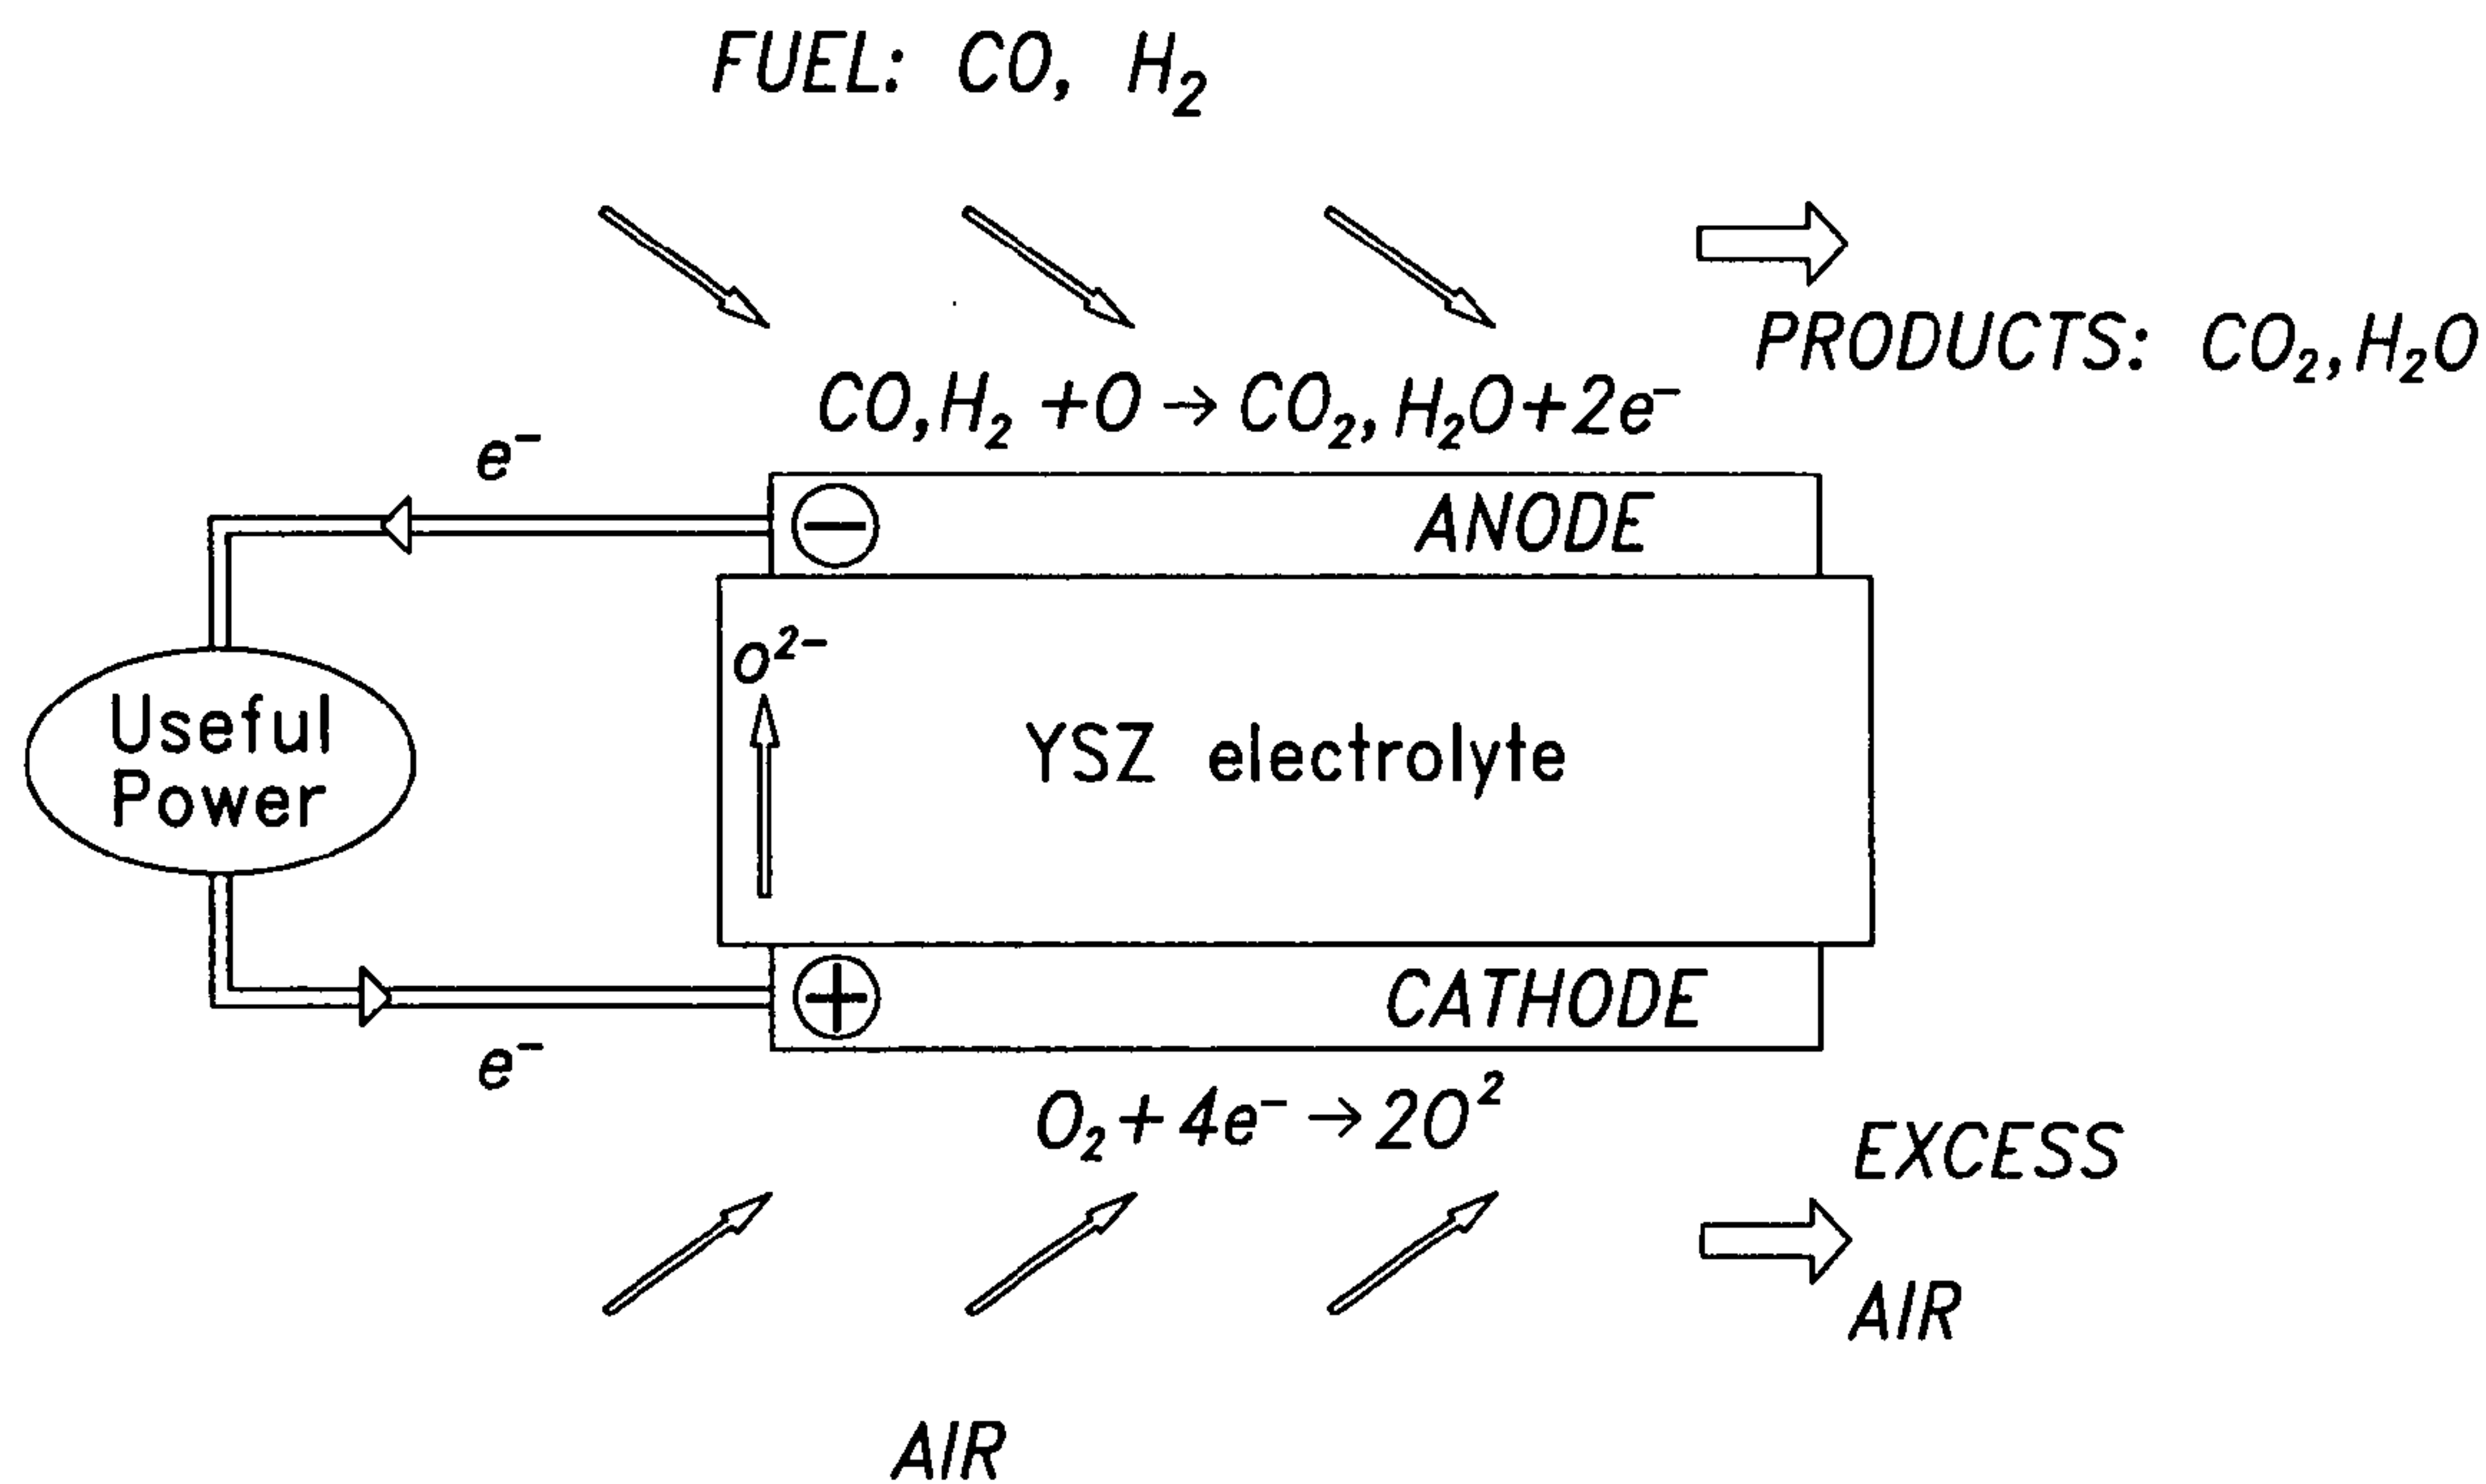 FUEL: CO, H₂
PRODUCTS: CO₂,H₂O
CO,H₂ +O → CO₂,H₂O+2e⁻
e⁻
−
ANODE
O²⁻
Useful
Power
YSZ electrolyte
+
CATHODE
e⁻
O₂+4e⁻→2O²
EXCESS
AIR
AIR